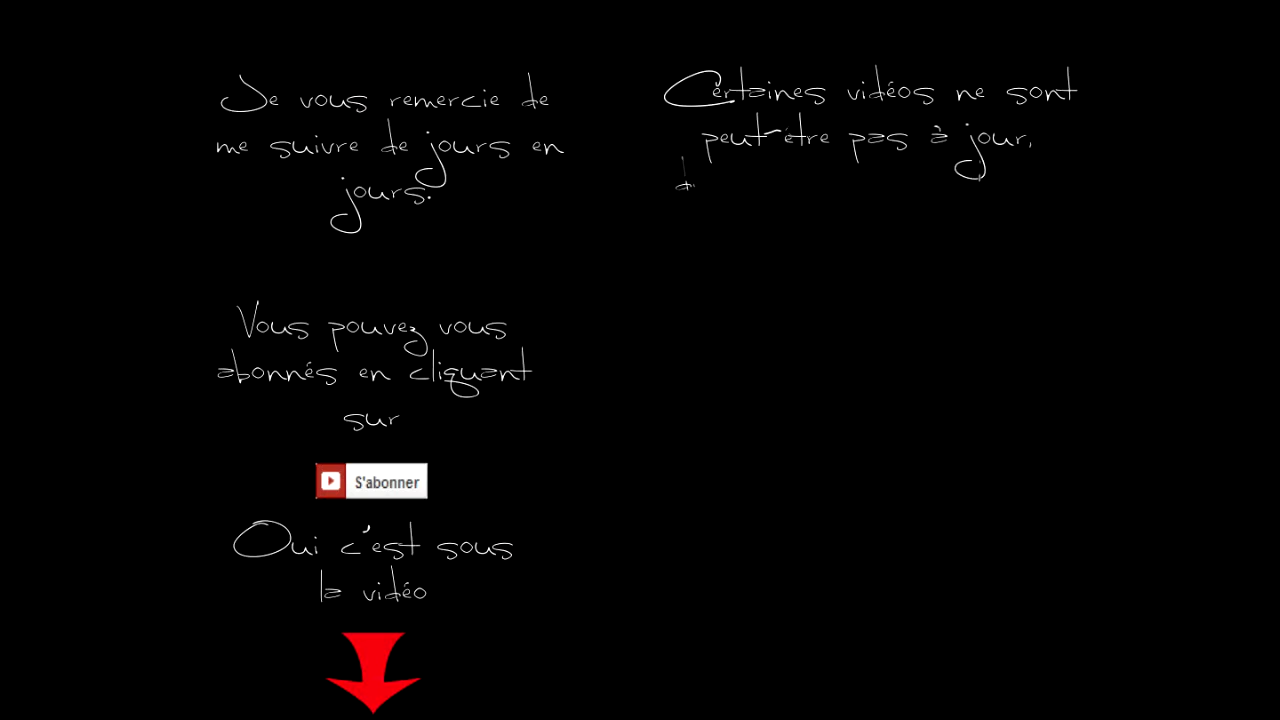 Je vous remercie de
me suivre de jours en
jours.
Vous pouvez vous
abonnés en cliquant
sur
S'abonner
Oui c'est sous
la vidéo
Certaines vidéos ne sont
peut-être pas à jour,